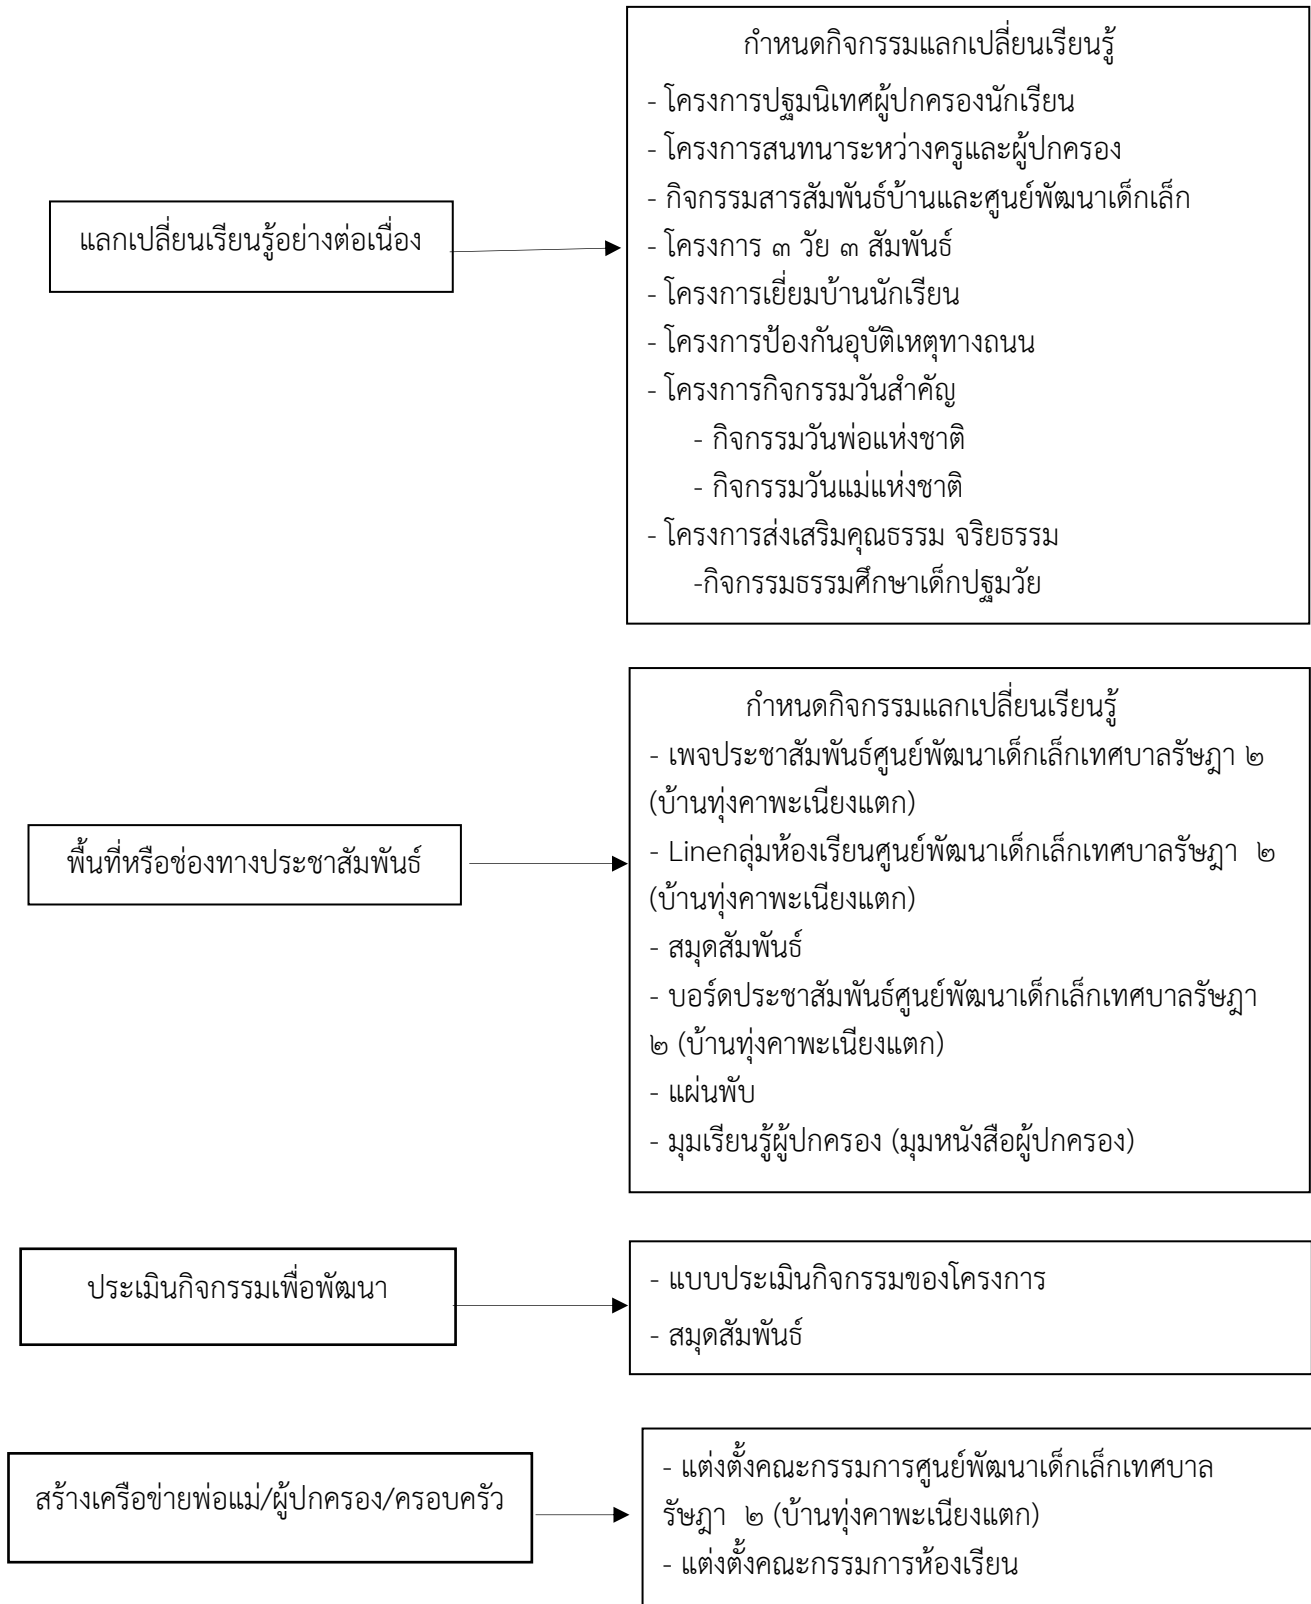 กำหนดกิจกรรมแลกเปลี่ยนเรียนรู้
- โครงการปฐมนิเทศผู้ปกครองนักเรียน
- โครงการสนทนาระหว่างครูและผู้ปกครอง
- กิจกรรมสารสัมพันธ์บ้านและศูนย์พัฒนาเด็กเล็ก
แลกเปลี่ยนเรียนรู้อย่างต่อเนื่อง
- โครงการ ๓ วัย ๓ สัมพันธ์
- โครงการเยี่ยมบ้านนักเรียน
- โครงการป้องกันอุบัติเหตุทางถนน
- โครงการกิจกรรมวันสำคัญ
- กิจกรรมวันพ่อแห่งชาติ
- กิจกรรมวันแม่แห่งชาติ
- โครงการส่งเสริมคุณธรรม จริยธรรม
-กิจกรรมธรรมศึกษาเด็กปฐมวัย
กำหนดกิจกรรมแลกเปลี่ยนเรียนรู้
- เพจประชาสัมพันธ์ศูนย์พัฒนาเด็กเล็กเทศบาลรัษฎา ๒
(บ้านทุ่งคาพะเนียงแตก)
พื้นที่หรือช่องทางประชาสัมพันธ์
- Lineกลุ่มห้องเรียนศูนย์พัฒนาเด็กเล็กเทศบาลรัษฎา ๒
(บ้านทุ่งคาพะเนียงแตก)
- สมุดสัมพันธ์
- บอร์ดประชาสัมพันธ์ศูนย์พัฒนาเด็กเล็กเทศบาลรัษฎา
๒ (บ้านทุ่งคาพะเนียงแตก)
- แผ่นพับ
- มุมเรียนรู้ผู้ปกครอง (มุมหนังสือผู้ปกครอง)
ประเมินกิจกรรมเพื่อพัฒนา
- แบบประเมินกิจกรรมของโครงการ
- สมุดสัมพันธ์
สร้างเครือข่ายพ่อแม่/ผู้ปกครอง/ครอบครัว
- แต่งตั้งคณะกรรมการศูนย์พัฒนาเด็กเล็กเทศบาล
รัษฎา ๒ (บ้านทุ่งคาพะเนียงแตก)
- แต่งตั้งคณะกรรมการห้องเรียน